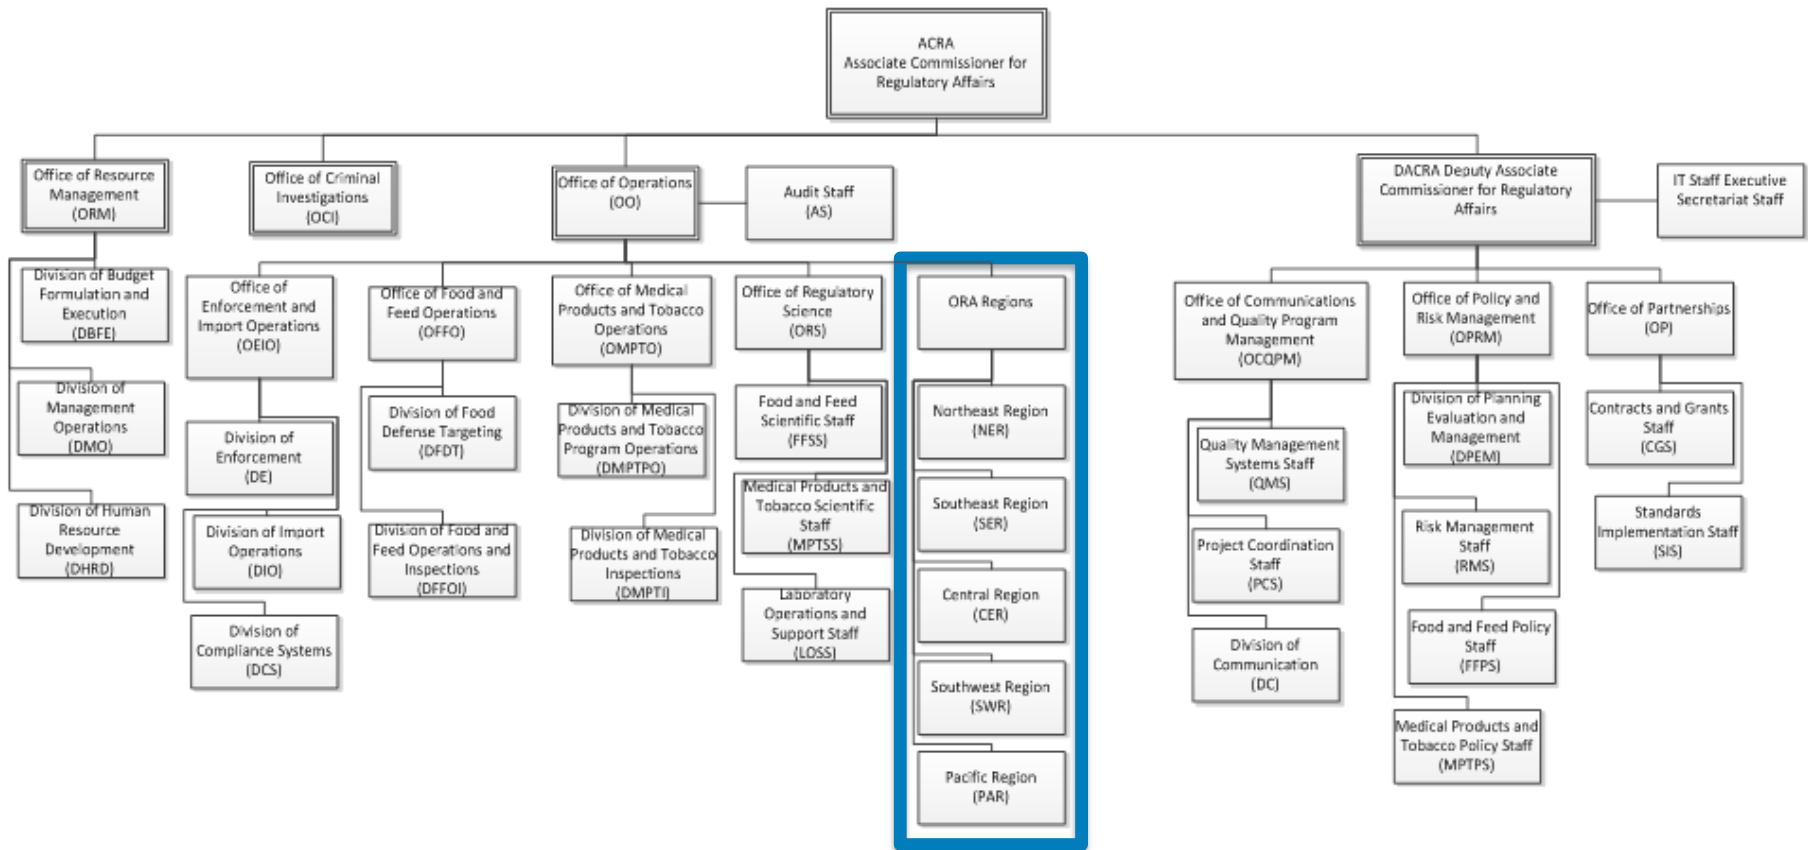 ACRA
Associate Commissioner for
Regulatory Affairs
Office of Resource
Management
(ORM)
Office of Criminal
Investigations
(OCI)
Office of Operations
(OO)
Audit Staff
(AS)
DACRA Deputy Associate
Commissioner for Regulatory
Affairs
IT Staff Executive
Secretariat Staff
Division of Budget
Formulation and
Execution
(DBFE)
Division of
Management
Operations
(DMO)
Division of Human
Resource
Development
(DHRD)
Office of
Enforcement and
Import Operations
(OEIO)
Division of
Enforcement
(DE)
Division of Import
Operations
(DIO)
Division of
Compliance Systems
(DCS)
Office of Food and
Feed Operations
(OFFO)
Division of Food
Defense Targeting
(DFDT)
Division of Food and
Feed Operations and
Inspections
(DFFOI)
Office of Medical
Products and Tobacco
Operations
(OMPTO)
Division of Medical
Products and Tobacco
Program Operations
(DMPTPO)
Division of Medical
Products and Tobacco
Inspections
(DMPTI)
Office of Regulatory
Science
(ORS)
Food and Feed
Scientific Staff
(FFSS)
Medical Products and
Tobacco Scientific
Staff
(MPTSS)
Laboratory
Operations and
Support Staff
(LOSS)
ORA Regions
Northeast Region
(NER)
Southeast Region
(SER)
Central Region
(CER)
Southwest Region
(SWR)
Pacific Region
(PAR)
Office of Communications
and Quality Program
Management
(OCQPM)
Quality Management
Systems Staff
(QMS)
Project Coordination
Staff
(PCS)
Division of
Communication
(DC)
Office of Policy and
Risk Management
(OPRM)
Division of Planning
Evaluation and
Management
(DPEM)
Risk Management
Staff
(RMS)
Food and Feed Policy
Staff
(FFPS)
Medical Products and
Tobacco Policy Staff
(MPTPS)
Office of Partnerships
(OP)
Contracts and Grants
Staff
(CGS)
Standards
Implementation Staff
(SIS)